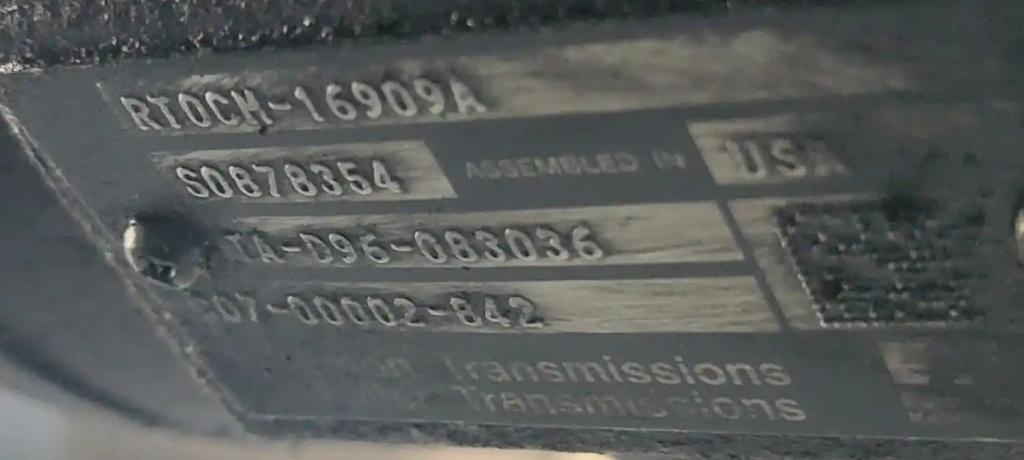 RTOCM-16909A
S0878354 ASSEMBLED IN USA
TA-D96-083036
07-00002-842
Transmissions
Transmissions